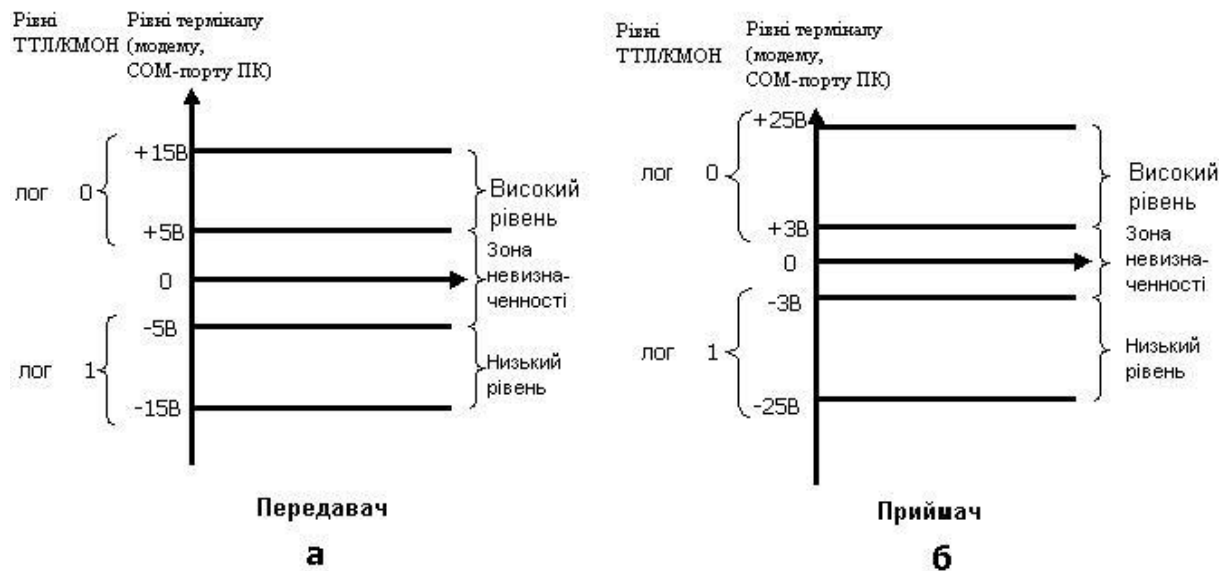 Рівні
ТТЛ/КМОН
Рівні терміналу
(модему,
СОМ-порту ПК)
+15В
лог 0
Високий
рівень
+5В
Зона
невизна-
ченності
0
-5В
лог 1
Низький
рівень
-15В
Передавач
а
Рівні
ТТЛ/КМОН
Рівні терміналу
(модему,
СОМ-порту ПК)
+25В
лог 0
Високий
рівень
+3В
Зона
невизна-
ченності
0
-3В
лог 1
Низький
рівень
-25В
Прийшач
б